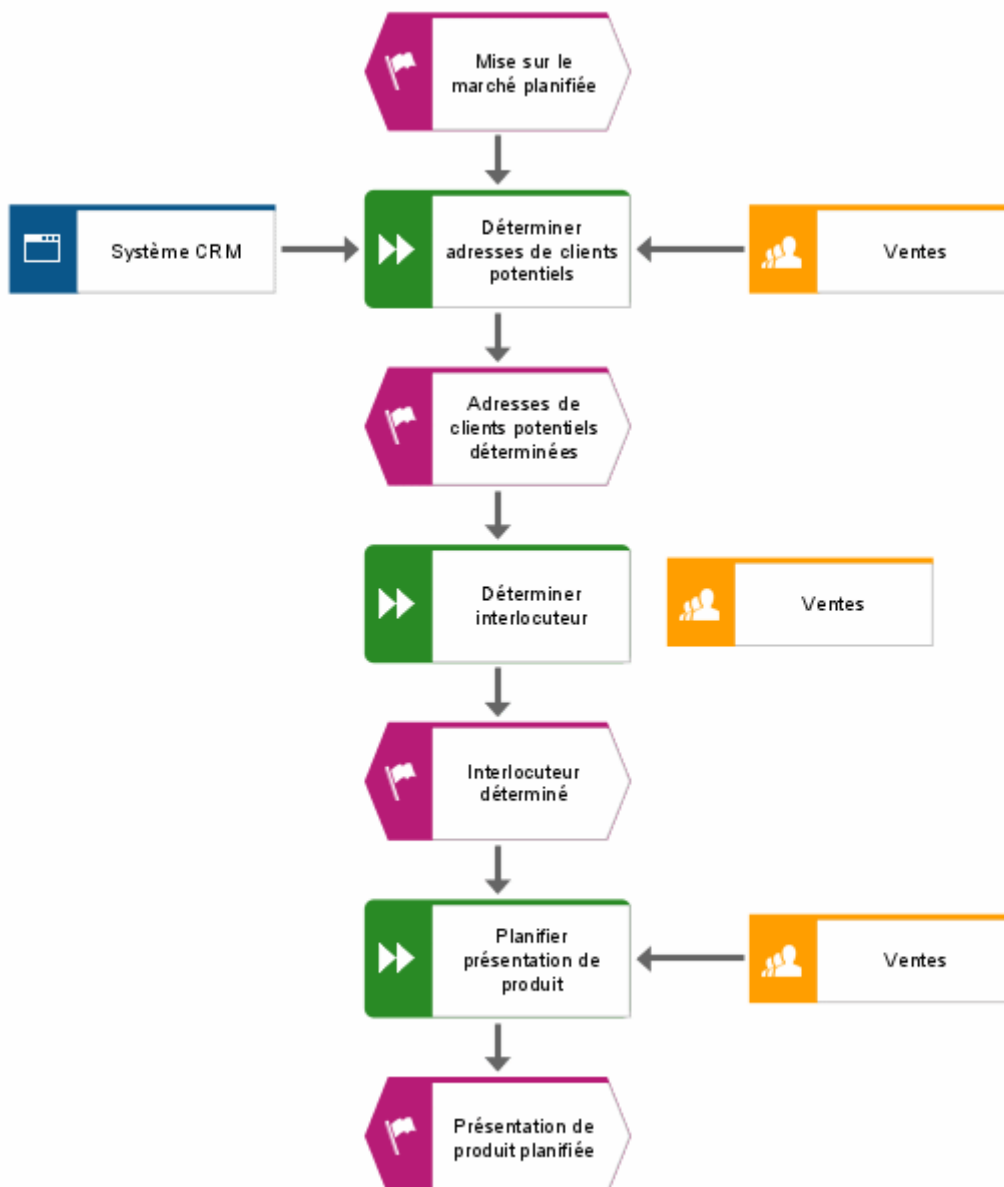 Mise sur le
marché planifiée
Système CRM
Déterminer
adresses de clients
potentiels
Ventes
Adresses de
clients potentiels
déterminées
Déterminer
interlocuteur
Ventes
Interlocuteur
déterminé
Planifier
présentation de
produit
Ventes
Présentation de
produit planifiée